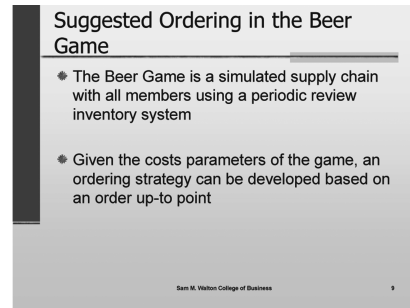 Suggested Ordering in the Beer
Game
The Beer Game is a simulated supply chain
with all members using a periodic review
inventory system
Given the costs parameters of the game, an
ordering strategy can be developed based on
an order up-to point
Sam M. Walton College of Business
9